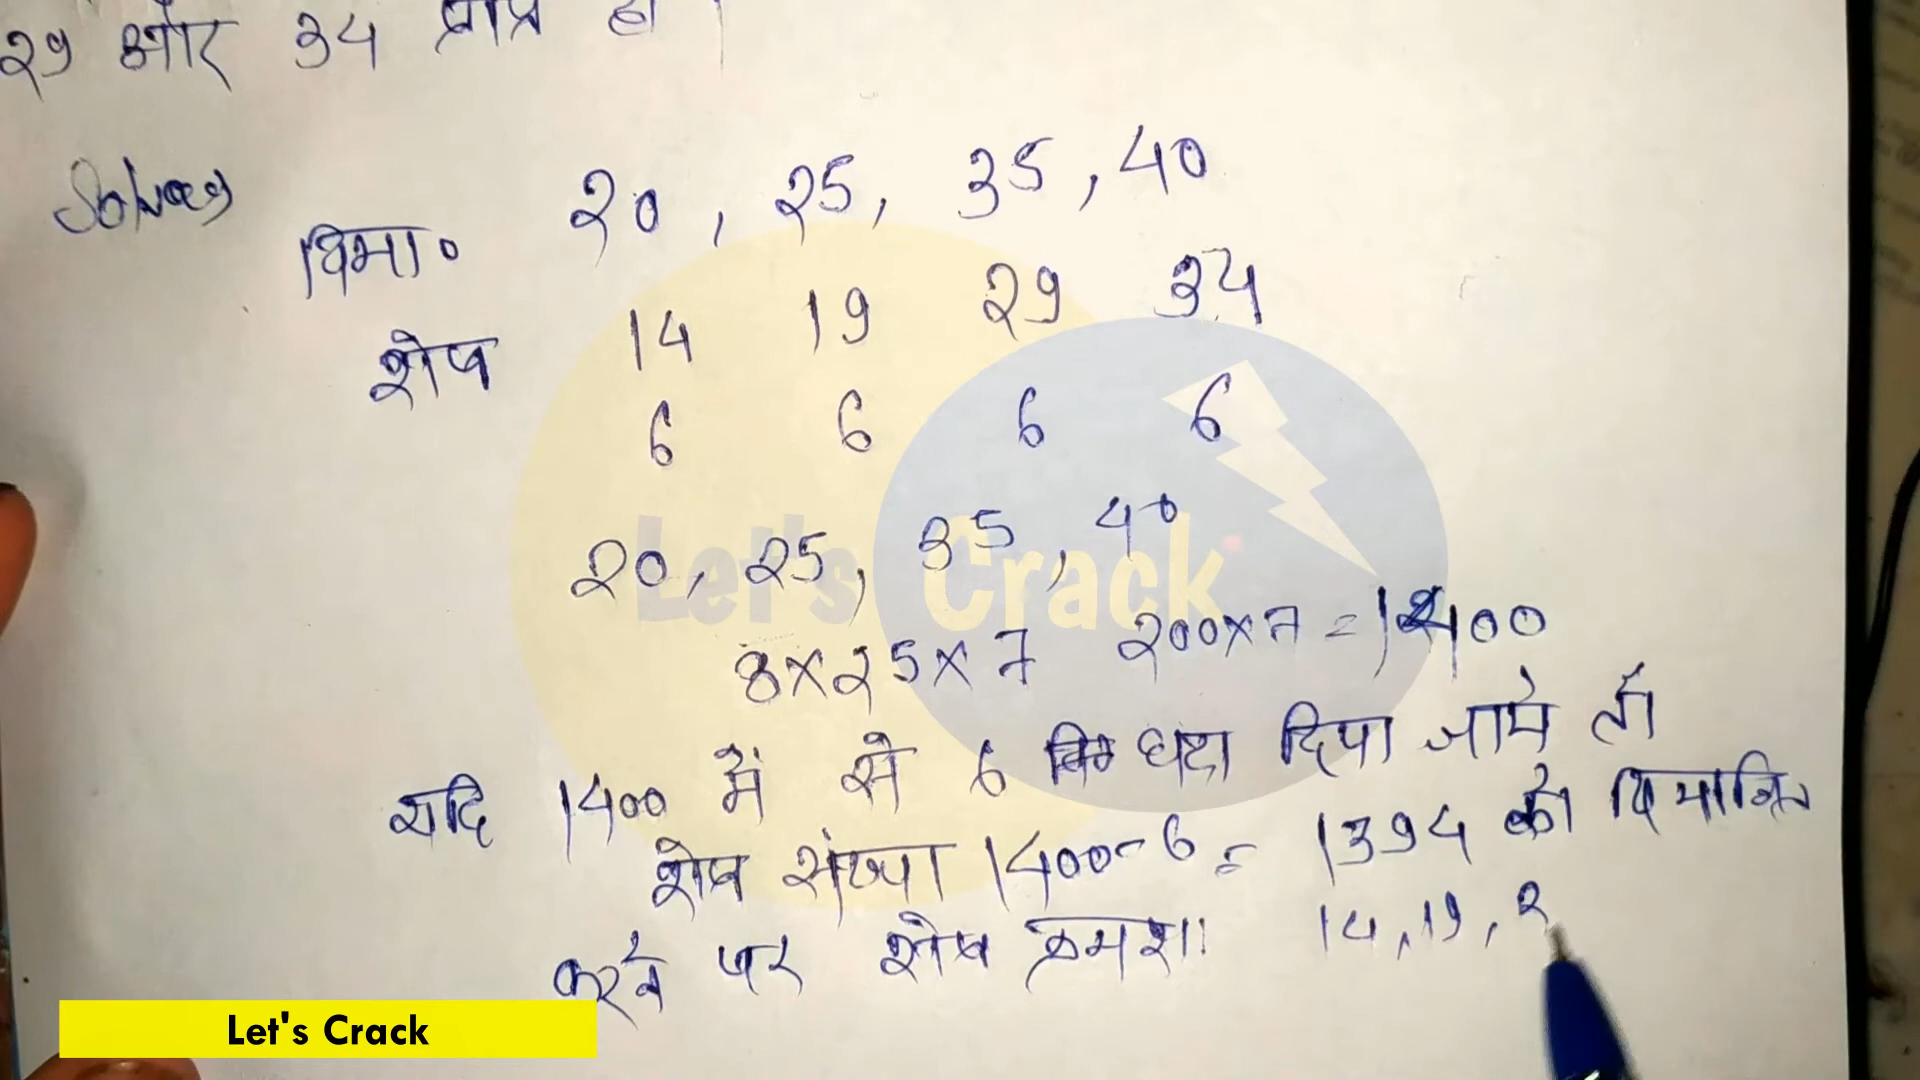 29 और 34 प्राप्त हो।
विभा० 20, 25, 35, 40
शेष 14 19 29 34
6 6 6 6
20, 25, 35, 40
8×25×7 200×7 = 1400
यदि 1400 में से 6 घटा दिया जाये तो
शेष संख्या 1400-6 = 1394 को विभाजित
करने पर शेष क्रमशः 14, 19, 2
Let's Crack
Let's Crack